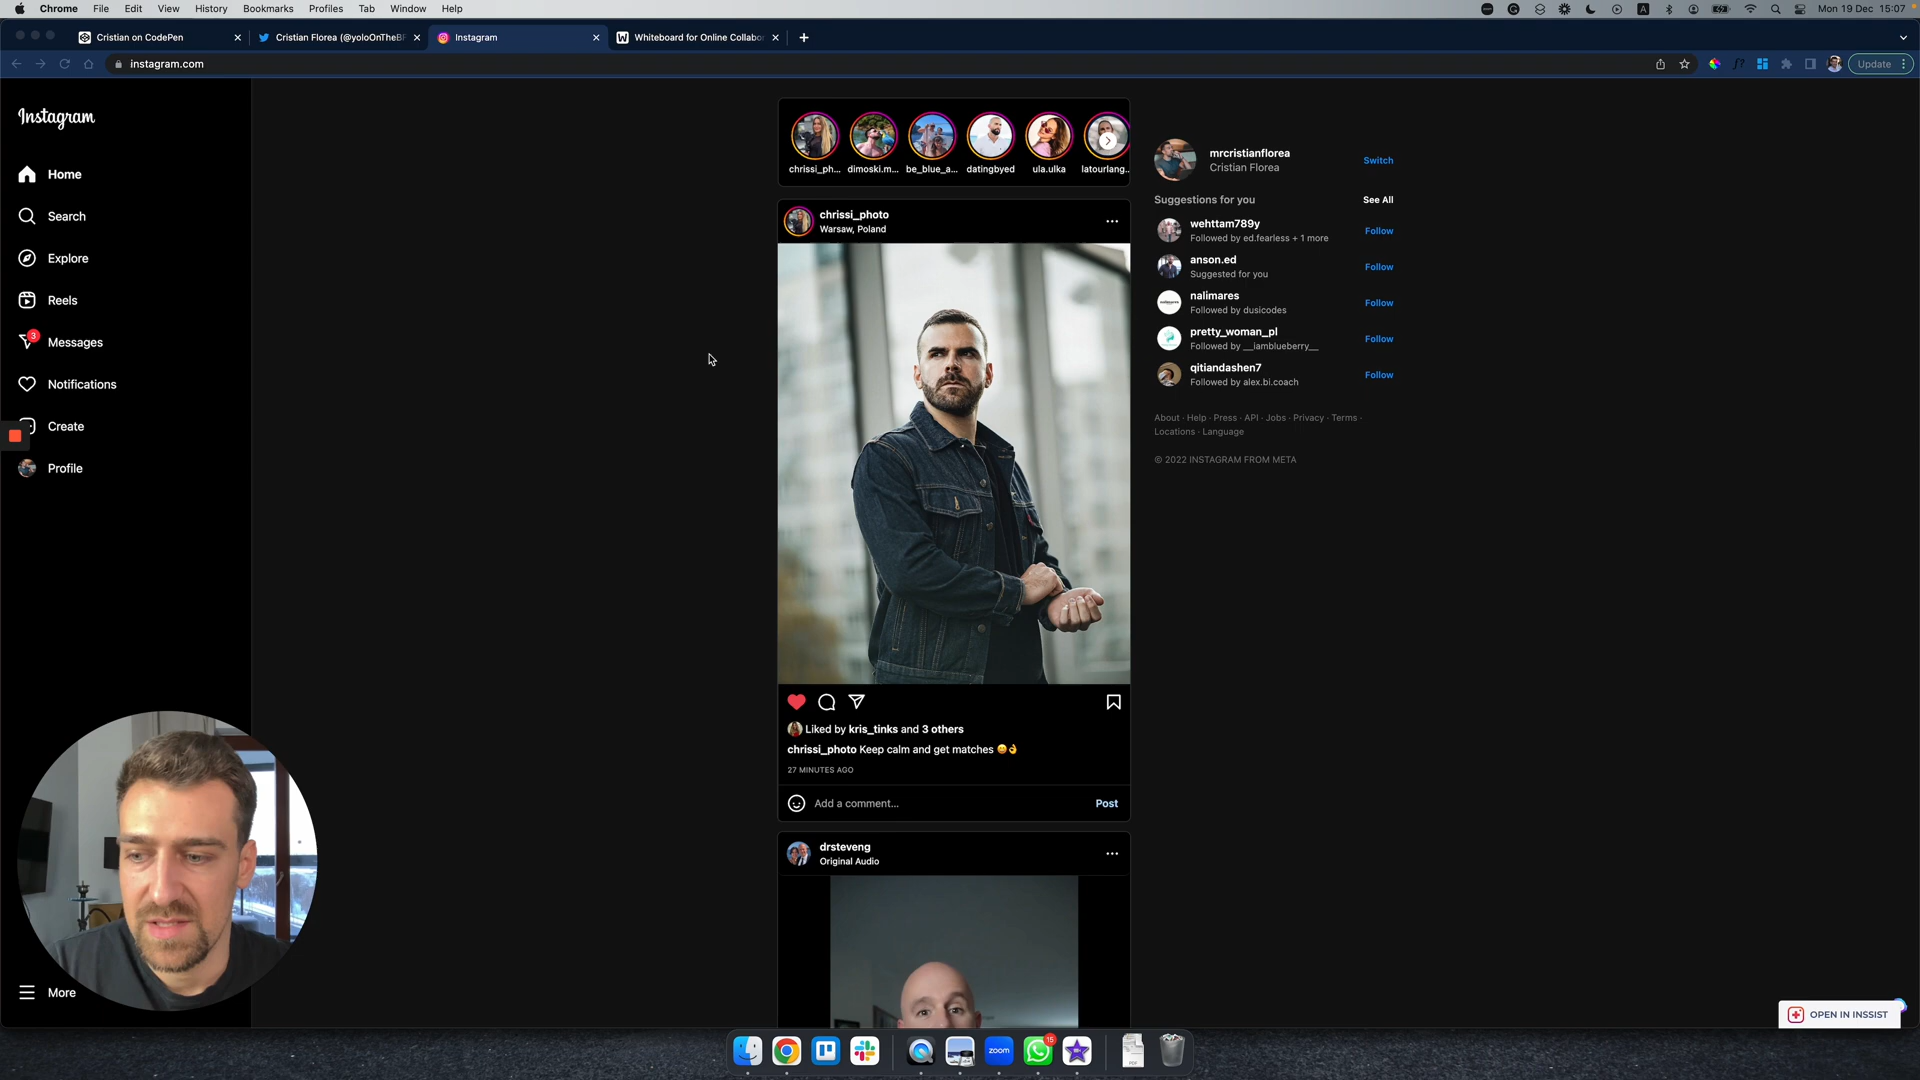 Chrome File Edit View History Bookmarks Profiles Tab Window Help
Mon 19 Dec 15:07
Cristian on CodePen
Cristian Florea (@yoloOnTheBF
Instagram
Whiteboard for Online Collabo
instagram.com
Update
Instagram
Home
Search
Explore
Reels
3
Messages
Notifications
Create
Profile
More
chrissi_ph... dimoski.m... be_blue_a... datingbyed ula.ulka latourlang...
chrissi_photo
Warsaw, Poland
Liked by kris_tinks and 3 others
chrissi_photo Keep calm and get matches 😄👌
27 MINUTES AGO
Add a comment... Post
drsteveng
Original Audio
mrcristianflorea
Cristian Florea
Switch
Suggestions for you See All
wehttam789y
Followed by ed.fearless + 1 more
Follow
anson.ed
Suggested for you
Follow
nalimares
Followed by dusicodes
Follow
pretty_woman_pl
Followed by __iamblueberry__
Follow
qitiandashen7
Followed by alex.bi.coach
Follow
About · Help · Press · API · Jobs · Privacy · Terms ·
Locations · Language
© 2022 INSTAGRAM FROM META
OPEN IN INSSIST
zoom
15